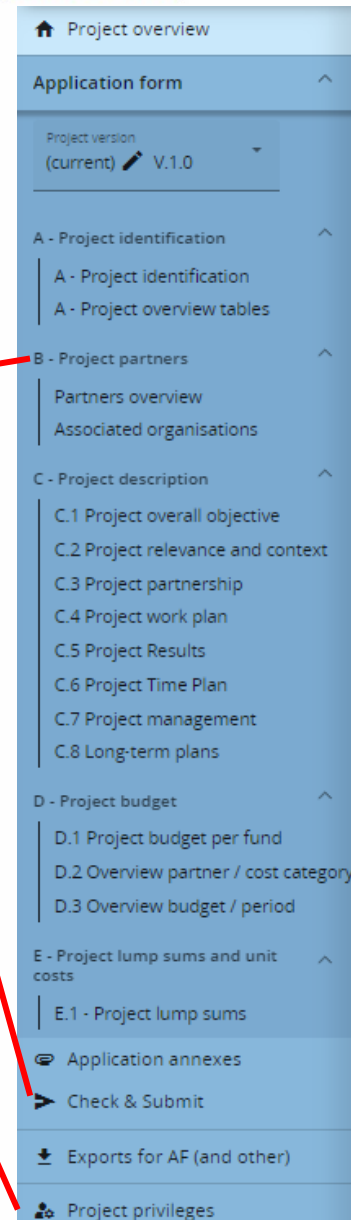 Project overview
Application form
Project version
(current) V.1.0
A - Project identification
A - Project identification
A - Project overview tables
B - Project partners
Partners overview
Associated organisations
C - Project description
C.1 Project overall objective
C.2 Project relevance and context
C.3 Project partnership
C.4 Project work plan
C.5 Project Results
C.6 Project Time Plan
C.7 Project management
C.8 Long-term plans
D - Project budget
D.1 Project budget per fund
D.2 Overview partner / cost category
D.3 Overview budget / period
E - Project lump sums and unit
costs
E.1 - Project lump sums
Application annexes
Check & Submit
Exports for AF (and other)
Project privileges